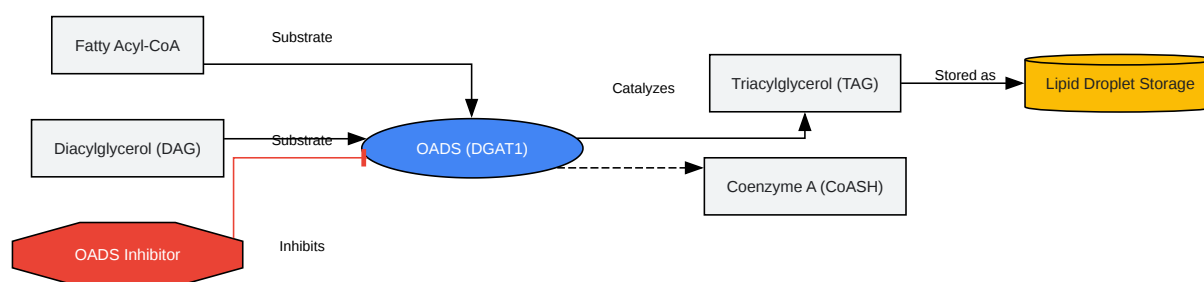 Fatty Acyl-CoA
Substrate
Catalyzes
Triacylglycerol (TAG)
Stored as
Lipid Droplet Storage
Diacylglycerol (DAG)
Substrate
OADS (DGAT1)
Coenzyme A (CoASH)
OADS Inhibitor
Inhibits